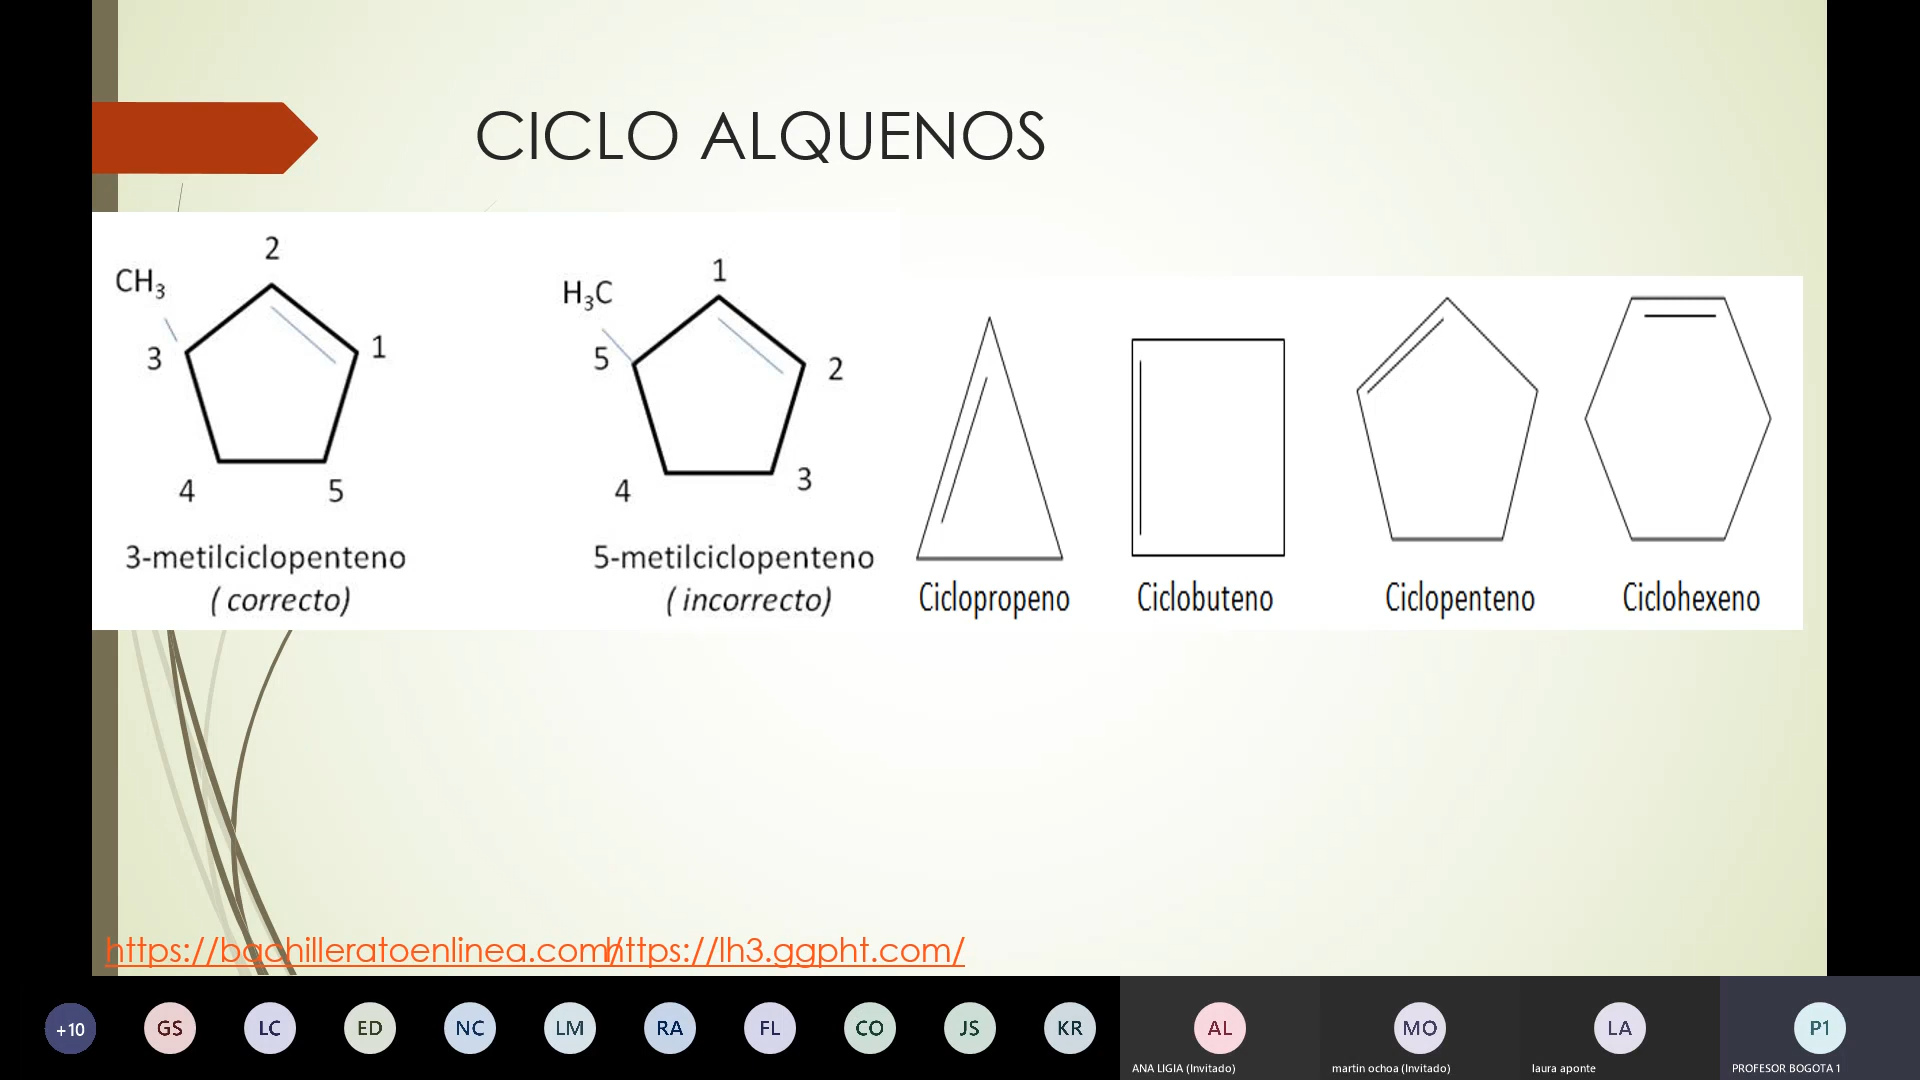 CICLO ALQUENOS
2
CH₃
3
1
4
5
3-metilciclopenteno
( correcto)
1
H₃C
5
2
4
3
5-metilciclopenteno
( incorrecto)
Ciclopropeno
Ciclobuteno
Ciclopenteno
Ciclohexeno
https://bachilleratoenlinea.com/
https://lh3.ggpht.com/
+10
GS
LC
ED
NC
LM
RA
FL
CO
JS
KR
AL
ANA LIGIA (Invitado)
MO
martin ochoa (Invitado)
LA
laura aponte
P1
PROFESOR BOGOTA 1